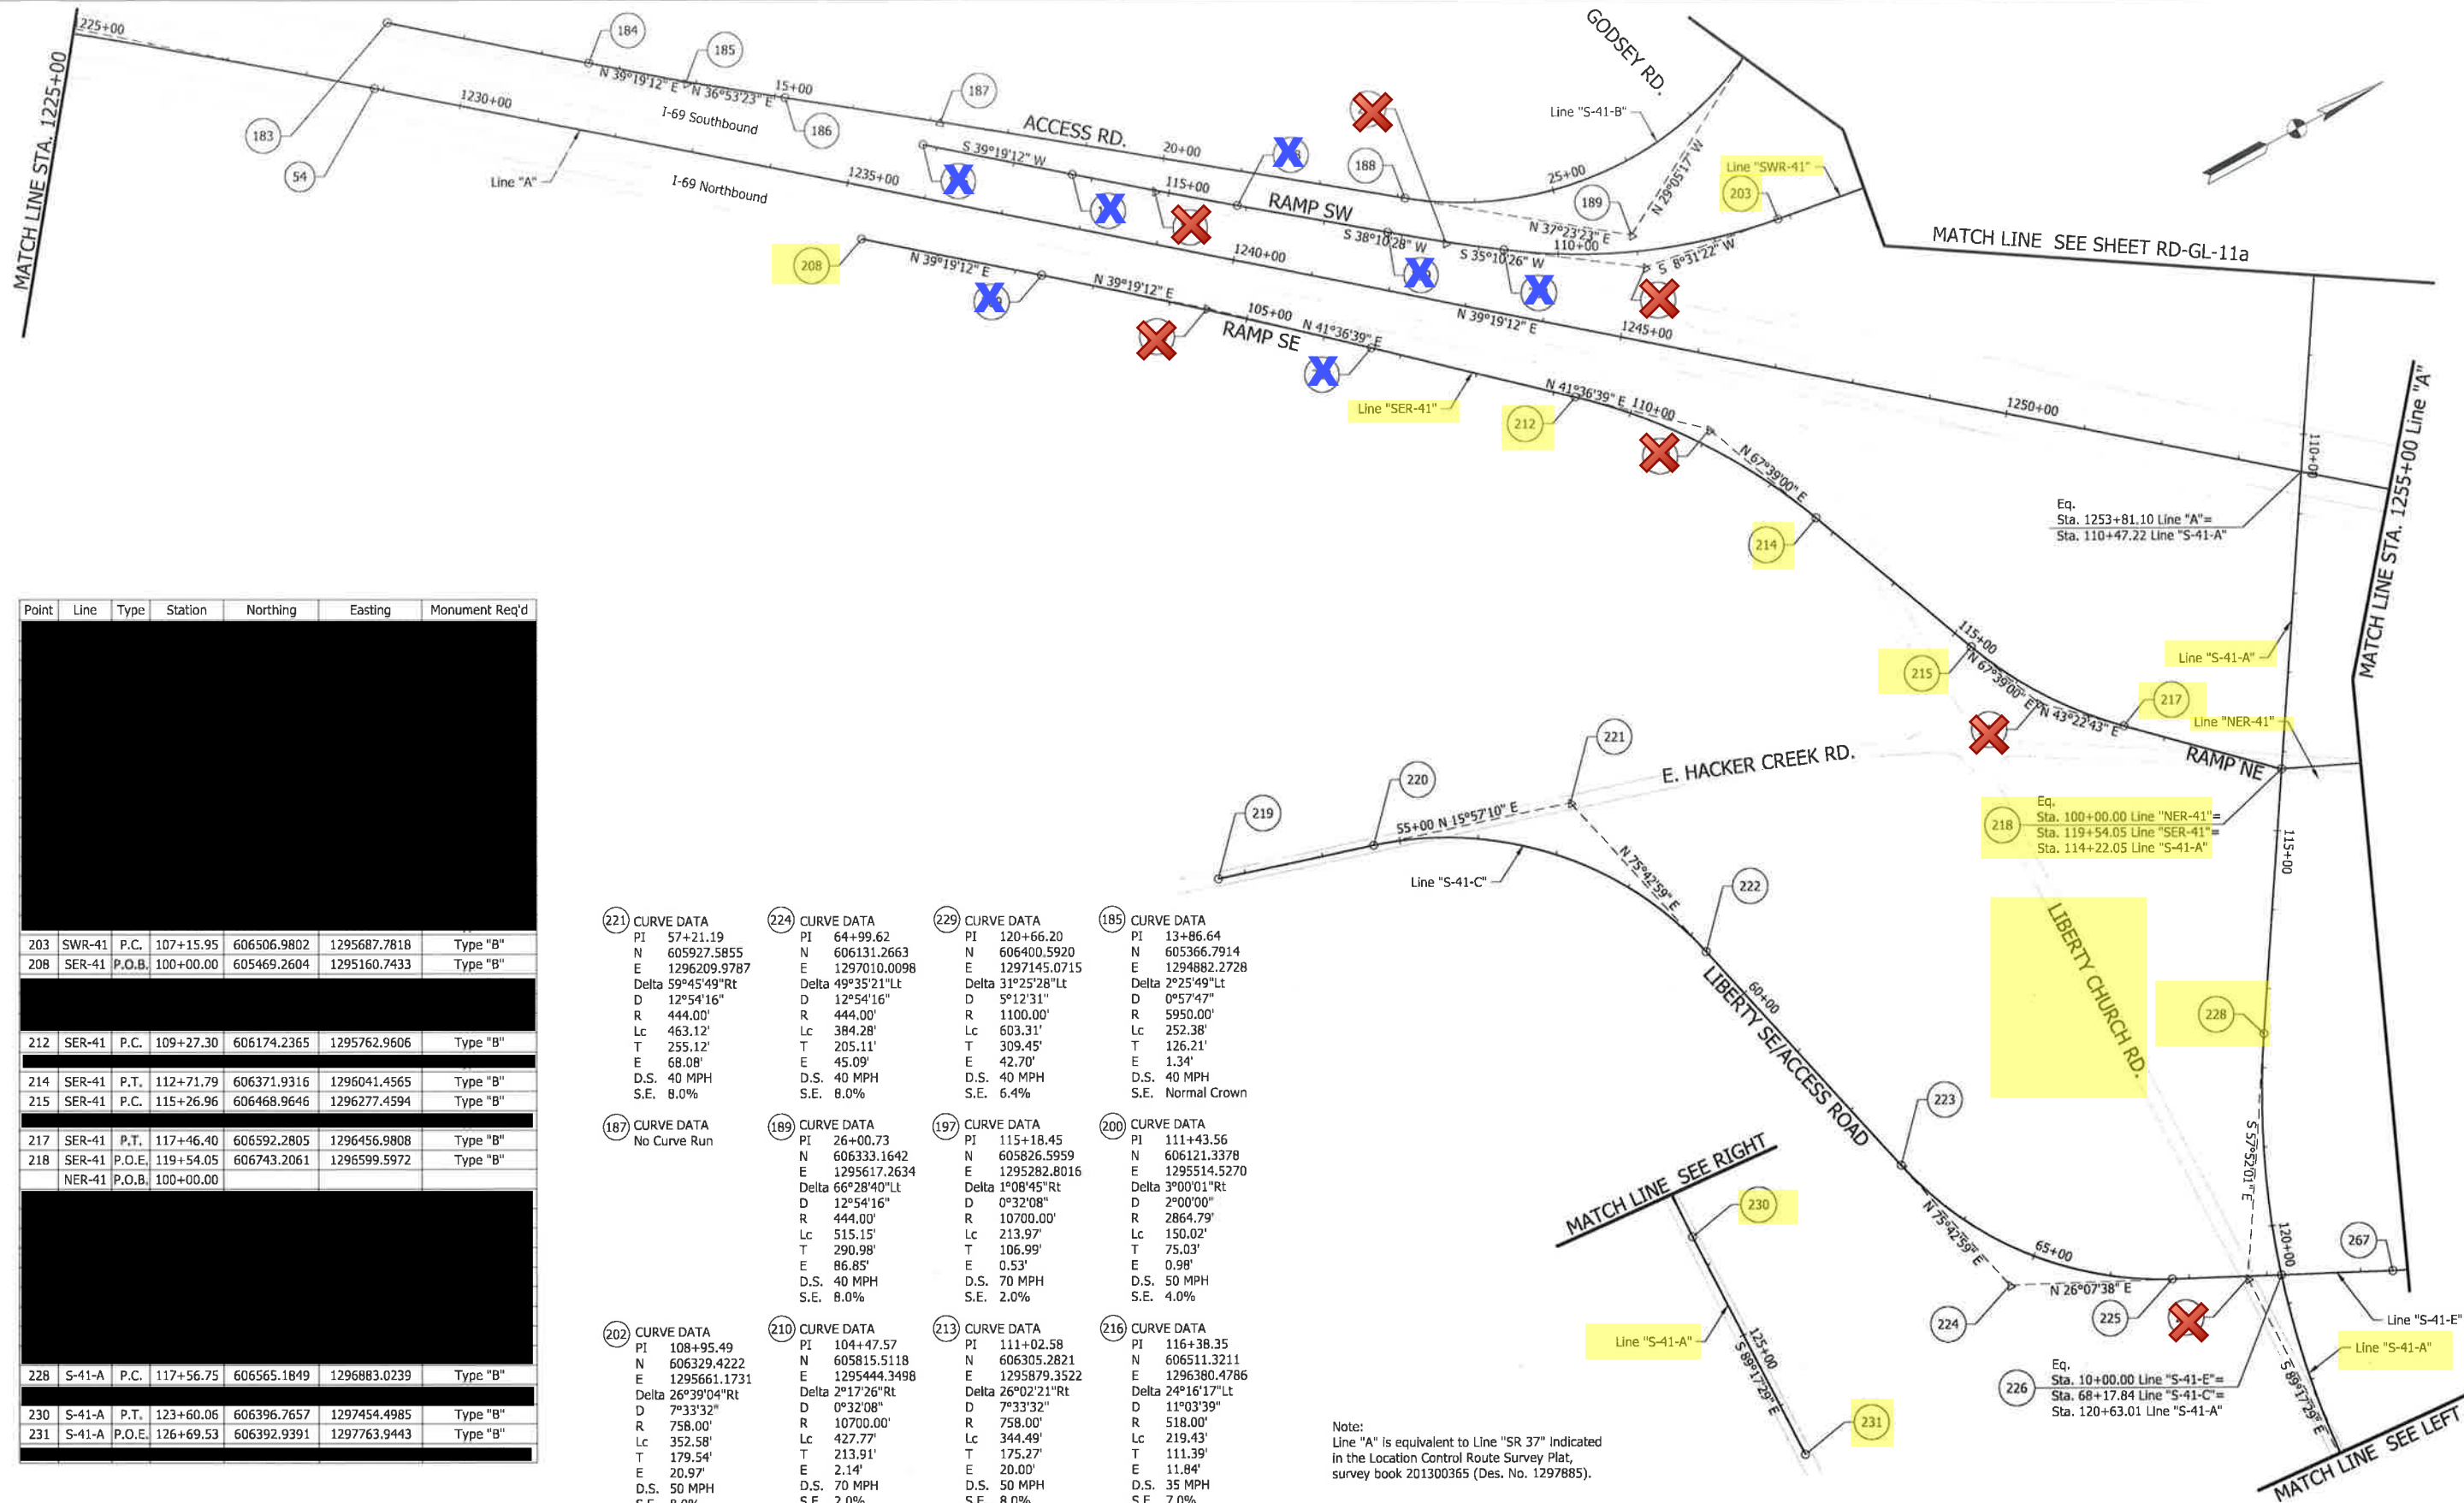 225+00
MATCH LINE STA. 1225+00
183
54
184
185
N 39°19'12" E
N 36°53'23" E
15+00
186
187
1230+00
I-69 Southbound
Line "A"
I-69 Northbound
ACCESS RD.
20+00
S 39°19'12" W
1235+00
115+00
RAMP SW
188
S 38°10'28" W
S 35°10'26" W
GODSEY RD.
Line "S-41-B"
25+00
189
N 37°23'23" E
N 29°05'17" W
110+00
S 8°31'22" W
Line "SWR-41"
203
MATCH LINE SEE SHEET RD-GL-11a
208
N 39°19'12" E
N 39°19'12" E
1240+00
105+00
RAMP SE
N 41°36'39" E
N 39°19'12" E
1245+00
Line "SER-41"
N 41°36'39" E
110+00
212
N 67°39'00" E
214
1250+00
110+00
MATCH LINE STA. 1255+00 Line "A"
Eq.
Sta. 1253+81.10 Line "A"=
Sta. 110+47.22 Line "S-41-A"
115+00
N 67°39'00" E
215
N 43°22'43" E
217
Line "S-41-A"
Line "NER-41"
RAMP NE
218
Eq.
Sta. 100+00.00 Line "NER-41"=
Sta. 119+54.05 Line "SER-41"=
Sta. 114+22.05 Line "S-41-A"
115+00
219
220
221
55+00
N 15°57'10" E
E. HACKER CREEK RD.
Line "S-41-C"
N 75°42'59" E
222
60+00
LIBERTY SE/ACCESS ROAD
223
LIBERTY CHURCH RD.
228
S 57°52'01" E
N 75°42'59" E
65+00
224
N 26°07'38" E
225
120+00
267
Line "S-41-E"
Line "S-41-A"
226
Eq.
Sta. 10+00.00 Line "S-41-E"=
Sta. 68+17.84 Line "S-41-C"=
Sta. 120+63.01 Line "S-41-A"
S 89°17'29" E
MATCH LINE SEE LEFT
MATCH LINE SEE RIGHT
230
Line "S-41-A"
125+00
S 89°17'29" E
231
Note:
Line "A" is equivalent to Line "SR 37" indicated
in the Location Control Route Survey Plat,
survey book 201300365 (Des. No. 1297885).
Point Line Type Station Northing Easting Monument Req'd
203 SWR-41 P.C. 107+15.95 606506.9802 1295687.7818 Type "B"
208 SER-41 P.O.B. 100+00.00 605469.2604 1295160.7433 Type "B"
212 SER-41 P.C. 109+27.30 606174.2365 1295762.9606 Type "B"
214 SER-41 P.T. 112+71.79 606371.9316 1296041.4565 Type "B"
215 SER-41 P.C. 115+26.96 606468.9646 1296277.4594 Type "B"
217 SER-41 P.T. 117+46.40 606592.2805 1296456.9808 Type "B"
218 SER-41 P.O.E. 119+54.05 606743.2061 1296599.5972 Type "B"
NER-41 P.O.B. 100+00.00
228 S-41-A P.C. 117+56.75 606565.1849 1296883.0239 Type "B"
230 S-41-A P.T. 123+60.06 606396.7657 1297454.4985 Type "B"
231 S-41-A P.O.E. 126+69.53 606392.9391 1297763.9443 Type "B"
221 CURVE DATA
PI 57+21.19
N 605927.5855
E 1296209.9787
Delta 59°45'49"Rt
D 12°54'16"
R 444.00'
Lc 463.12'
T 255.12'
E 68.08'
D.S. 40 MPH
S.E. 8.0%
224 CURVE DATA
PI 64+99.62
N 606131.2663
E 1297010.0098
Delta 49°35'21"Lt
D 12°54'16"
R 444.00'
Lc 384.28'
T 205.11'
E 45.09'
D.S. 40 MPH
S.E. 8.0%
229 CURVE DATA
PI 120+66.20
N 606400.5920
E 1297145.0715
Delta 31°25'28"Lt
D 5°12'31"
R 1100.00'
Lc 603.31'
T 309.45'
E 42.70'
D.S. 40 MPH
S.E. 6.4%
185 CURVE DATA
PI 13+86.64
N 605366.7914
E 1294882.2728
Delta 2°25'49"Lt
D 0°57'47"
R 5950.00'
Lc 252.38'
T 126.21'
E 1.34'
D.S. 40 MPH
S.E. Normal Crown
187 CURVE DATA
No Curve Run
189 CURVE DATA
PI 26+00.73
N 606333.1642
E 1295617.2634
Delta 66°28'40"Lt
D 12°54'16"
R 444.00'
Lc 515.15'
T 290.98'
E 86.85'
D.S. 40 MPH
S.E. 8.0%
197 CURVE DATA
PI 115+18.45
N 605826.5959
E 1295282.8016
Delta 1°08'45"Rt
D 0°32'08"
R 10700.00'
Lc 213.97'
T 106.99'
E 0.53'
D.S. 70 MPH
S.E. 2.0%
200 CURVE DATA
PI 111+43.56
N 606121.3378
E 1295514.5270
Delta 3°00'01"Rt
D 2°00'00"
R 2864.79'
Lc 150.02'
T 75.03'
E 0.98'
D.S. 50 MPH
S.E. 4.0%
202 CURVE DATA
PI 108+95.49
N 606329.4222
E 1295661.1731
Delta 26°39'04"Rt
D 7°33'32"
R 758.00'
Lc 352.58'
T 179.54'
E 20.97'
D.S. 50 MPH
210 CURVE DATA
PI 104+47.57
N 605815.5118
E 1295444.3498
Delta 2°17'26"Rt
D 0°32'08"
R 10700.00'
Lc 427.77'
T 213.91'
E 2.14'
D.S. 70 MPH
S.E. 2.0%
213 CURVE DATA
PI 111+02.58
N 606305.2821
E 1295879.3522
Delta 26°02'21"Rt
D 7°33'32"
R 758.00'
Lc 344.49'
T 175.27'
E 20.00'
D.S. 50 MPH
S.E. 8.0%
216 CURVE DATA
PI 116+38.35
N 606511.3211
E 1296380.4786
Delta 24°16'17"Lt
D 11°03'39"
R 518.00'
Lc 219.43'
T 111.39'
E 11.84'
D.S. 35 MPH
S.E. 7.0%